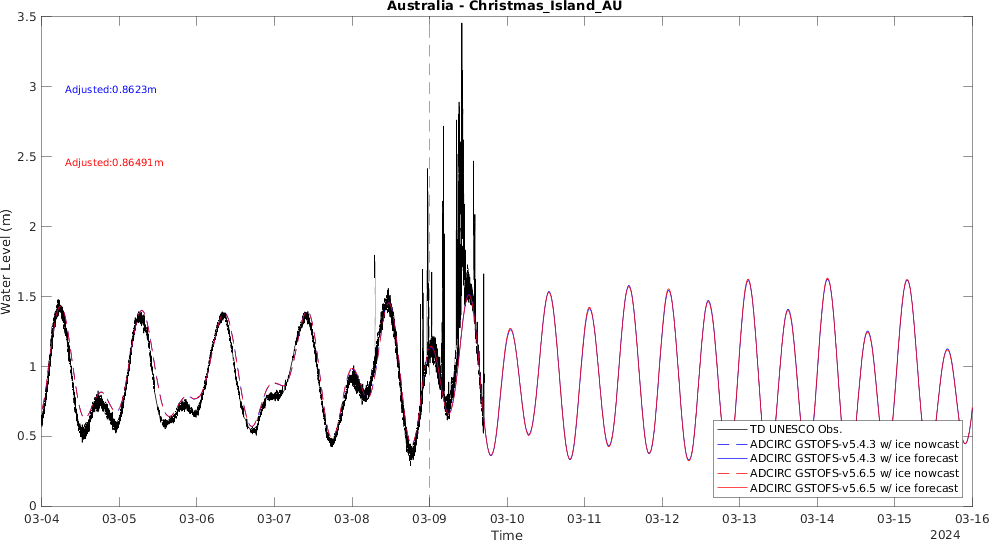 Australia - Christmas_Island_AU
3.5
3
2.5
2
1.5
1
0.5
0
Water Level (m)
Adjusted:0.8623m
Adjusted:0.86491m
TD UNESCO Obs.
ADCIRC GSTOFS-v5.4.3 w/ ice nowcast
ADCIRC GSTOFS-v5.4.3 w/ ice forecast
ADCIRC GSTOFS-v5.6.5 w/ ice nowcast
ADCIRC GSTOFS-v5.6.5 w/ ice forecast
03-04 03-05 03-06 03-07 03-08 03-09 03-10 03-11 03-12 03-13 03-14 03-15 03-16
Time
2024